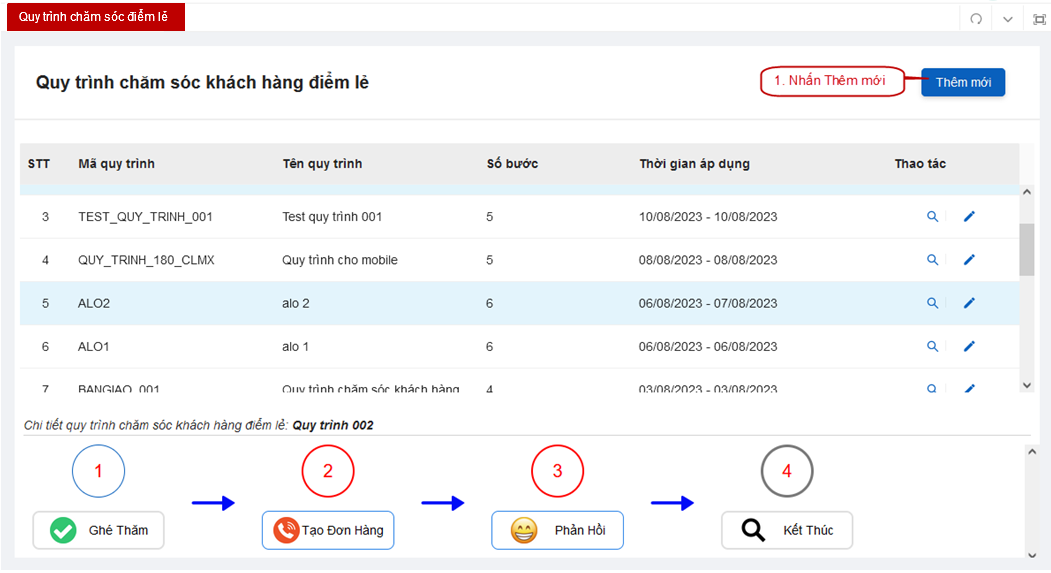 Quy trình chăm sóc điểm lẻ
Quy trình chăm sóc khách hàng điểm lẻ
1. Nhấn Thêm mới
Thêm mới
STT Mã quy trình Tên quy trình Số bước Thời gian áp dụng Thao tác
3 TEST_QUY_TRINH_001 Test quy trình 001 5 10/08/2023 - 10/08/2023
4 QUY_TRINH_180_CLMX Quy trình cho mobile 5 08/08/2023 - 08/08/2023
5 ALO2 alo 2 6 06/08/2023 - 07/08/2023
6 ALO1 alo 1 6 06/08/2023 - 06/08/2023
7 BANGIAO_001 Quy trình chăm sóc khách hàng 4 03/08/2023 - 03/08/2023
Chi tiết quy trình chăm sóc khách hàng điểm lẻ: Quy trình 002
1 2 3 4
Ghé Thăm Tạo Đơn Hàng Phản Hồi Kết Thúc